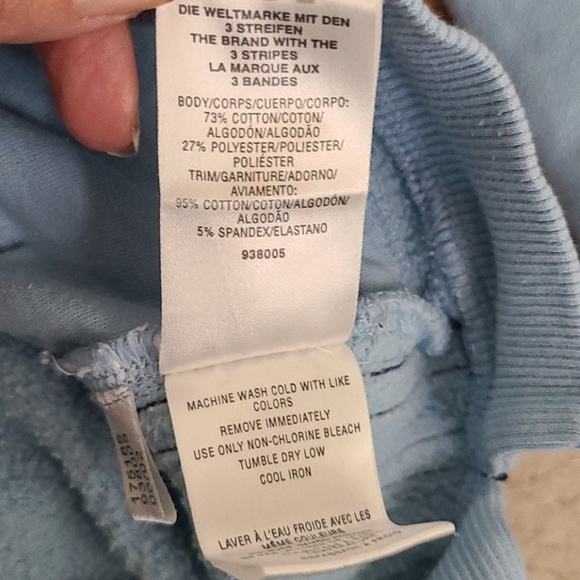 DIE WELTMARKE MIT DEN
3 STREIFEN
THE BRAND WITH THE
3 STRIPES
LA MARQUE AUX
3 BANDES
BODY/CORPS/CUERPO/CORPO:
73% COTTON/COTON/
ALGODÓN/ALGODÃO
27% POLYESTER/POLIESTER/
POLIÉSTER
TRIM/GARNITURE/ADORNO/
AVIAMENTO:
95% COTTON/COTON/ALGODÓN/
ALGODÃO
5% SPANDEX/ELASTANO
938005
MACHINE WASH COLD WITH LIKE
COLORS
REMOVE IMMEDIATELY
USE ONLY NON-CHLORINE BLEACH
TUMBLE DRY LOW
COOL IRON
LAVER À L'EAU FROIDE AVEC LES
MÊME COULEURS